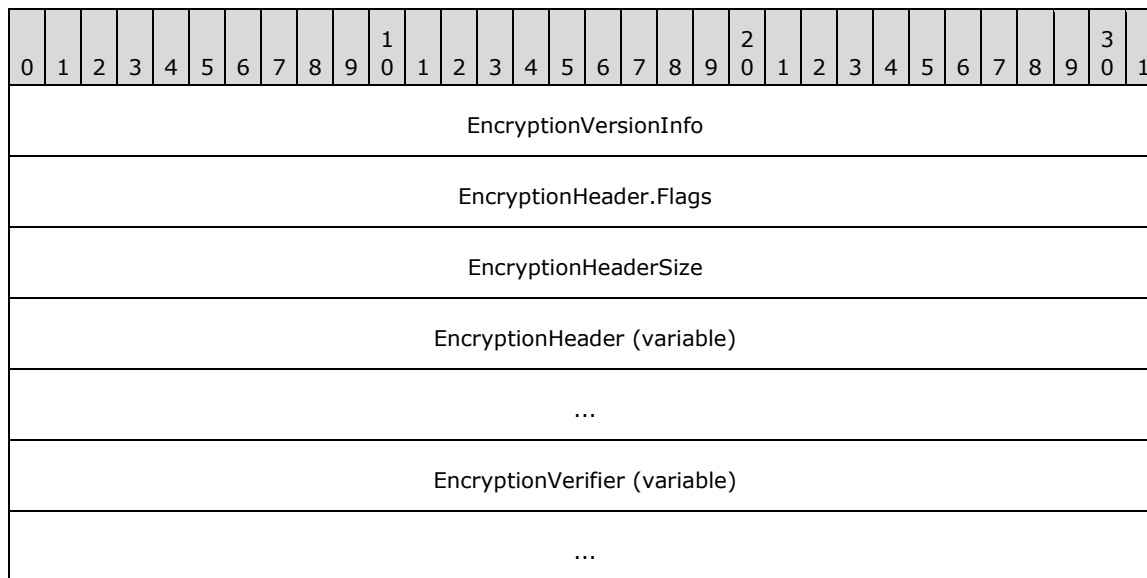 1 2 3
0 1 2 3 4 5 6 7 8 9 0 1 2 3 4 5 6 7 8 9 0 1 2 3 4 5 6 7 8 9 0 1
EncryptionVersionInfo
EncryptionHeader.Flags
EncryptionHeaderSize
EncryptionHeader (variable)
...
EncryptionVerifier (variable)
...